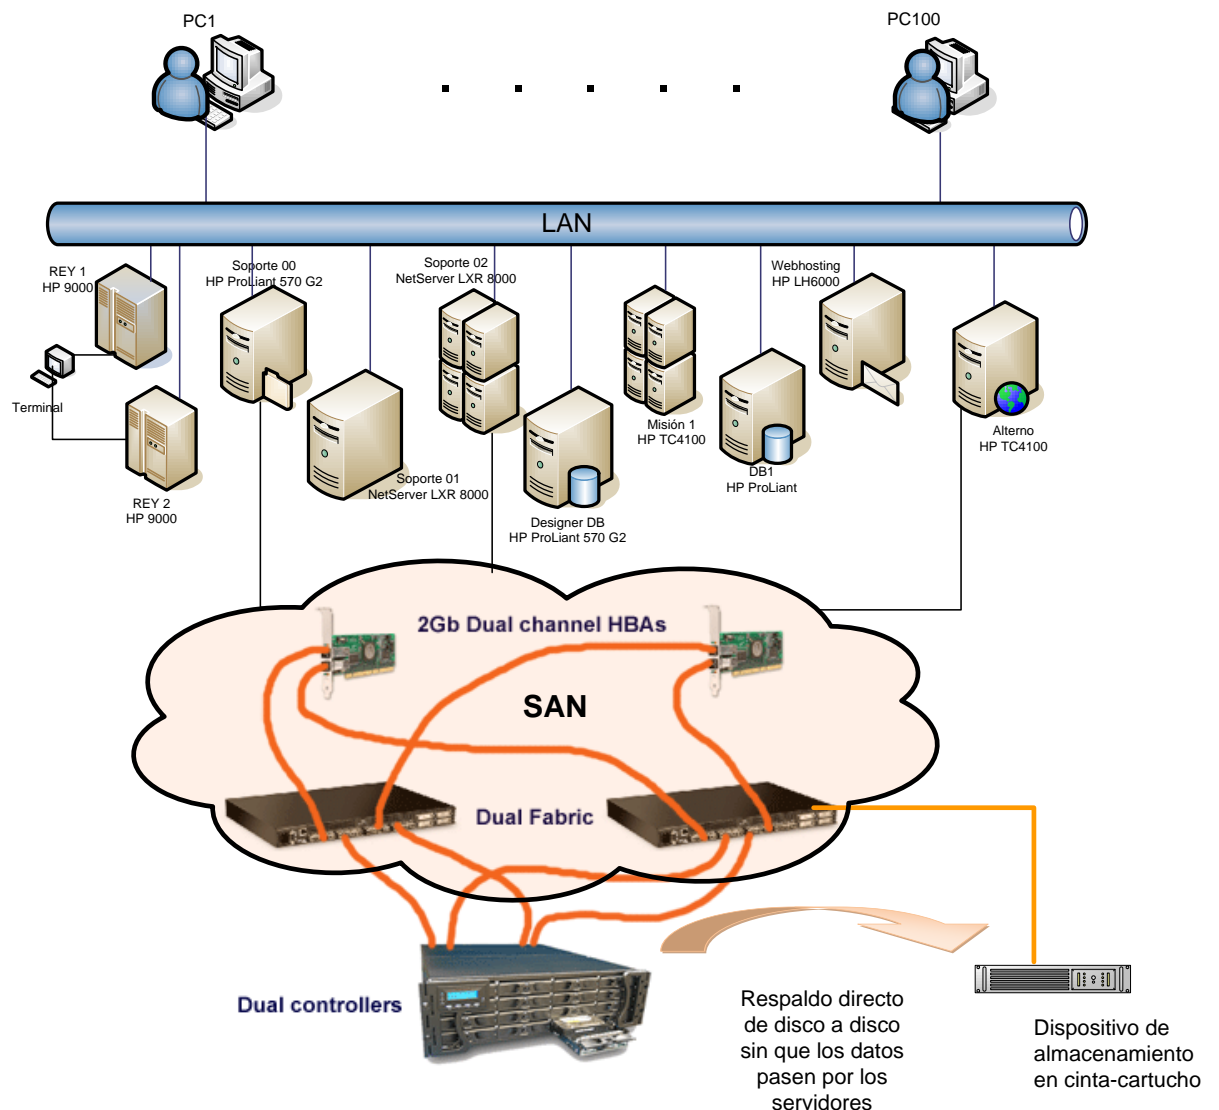 PC1
PC100
LAN
REY 1
HP 9000
Soporte 00
HP ProLiant 570 G2
Soporte 02
NetServer LXR 8000
Webhosting
HP LH6000
Terminal
REY 2
HP 9000
Soporte 01
NetServer LXR 8000
Designer DB
HP ProLiant 570 G2
Misión 1
HP TC4100
DB1
HP ProLiant
Alterno
HP TC4100
2Gb Dual channel HBAs
SAN
Dual Fabric
Dual controllers
Respaldo directo
de disco a disco
sin que los datos
pasen por los
servidores
Dispositivo de
almacenamiento
en cinta-cartucho